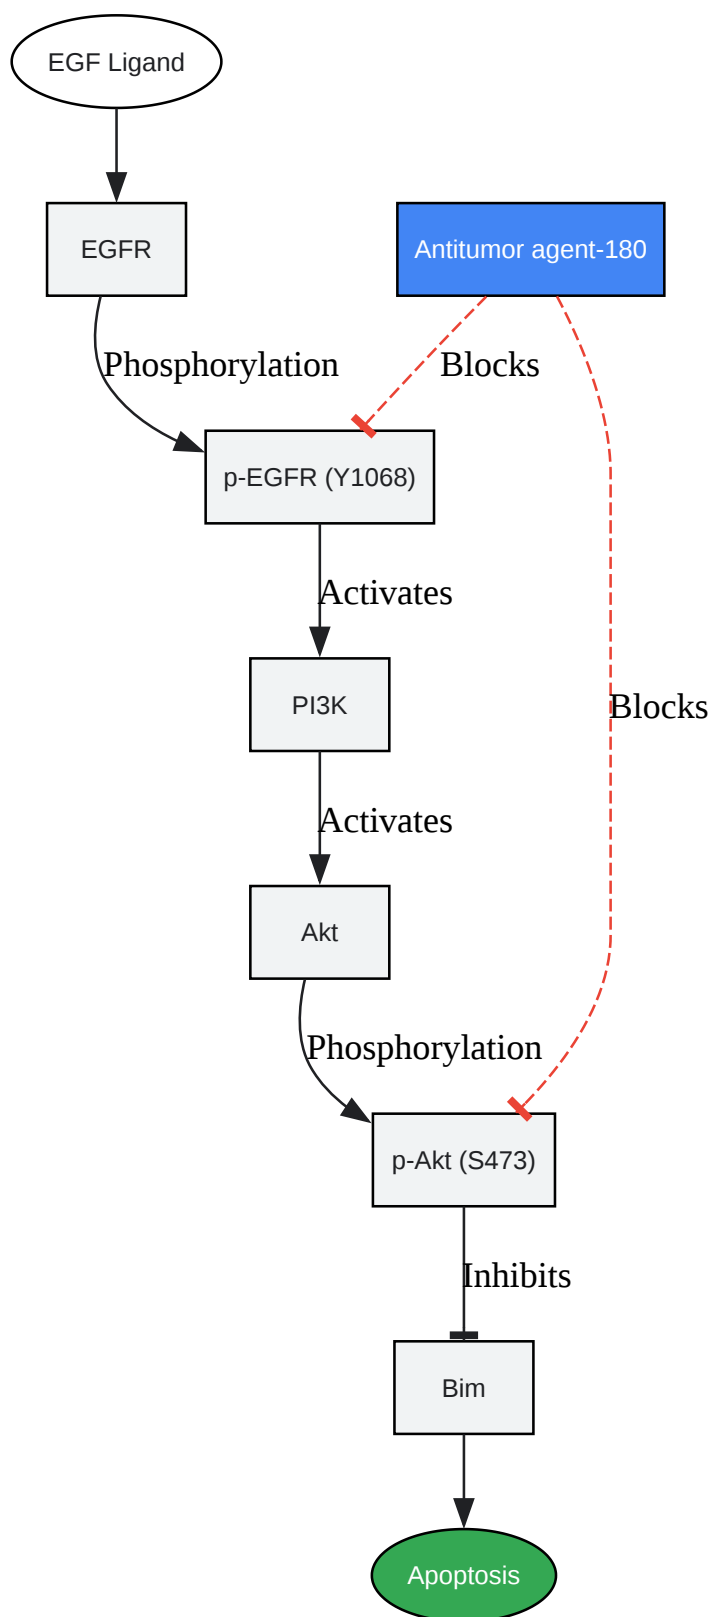 EGF Ligand
EGFR
Antitumor agent-180
Phosphorylation
Blocks
p-EGFR (Y1068)
Activates
PI3K
Blocks
Activates
Akt
Phosphorylation
p-Akt (S473)
Inhibits
Bim
Apoptosis